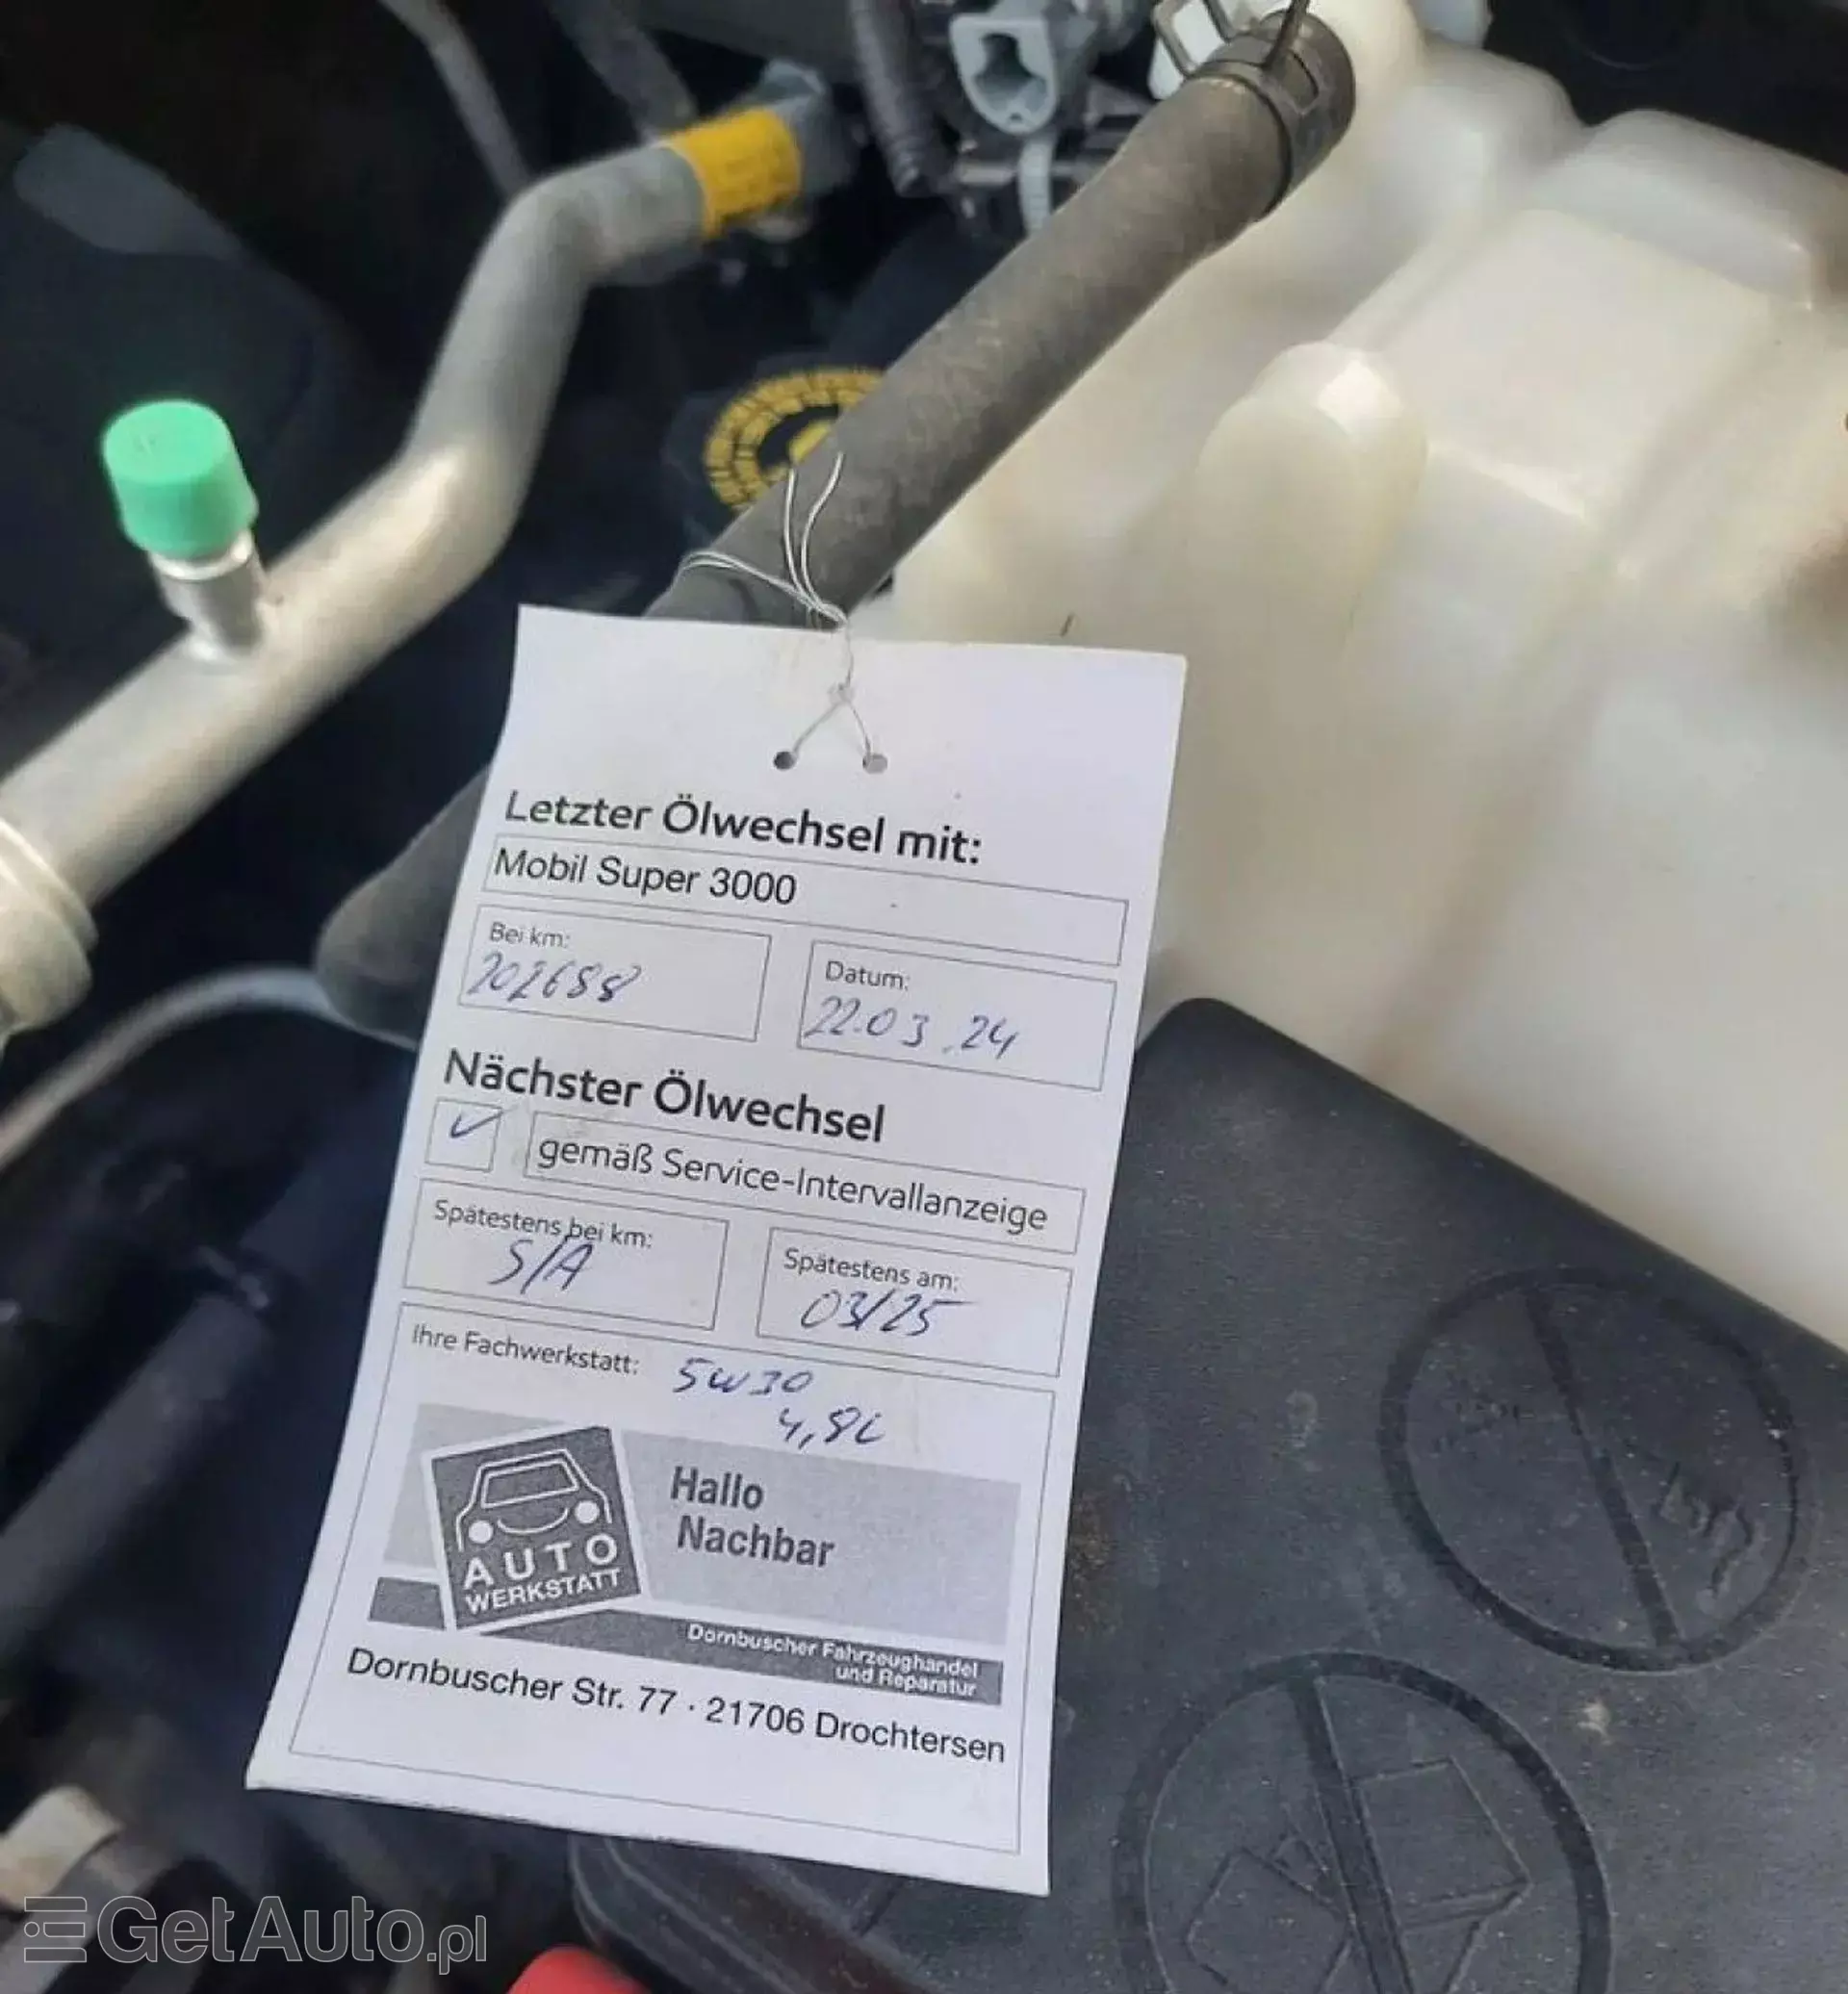 Letzter Ölwechsel mit:
Mobil Super 3000
Bei km:
202688
Datum:
22.03.24
Nächster Ölwechsel
✓ gemäß Service-Intervallanzeige
Spätestens bei km:
S/A
Spätestens am:
03/25
Ihre Fachwerkstatt: 5W30
4,8L
AUTO
WERKSTATT
Hallo
Nachbar
Dornbuscher Fahrzeughandel
und Reparatur
Dornbuscher Str. 77 · 21706 Drochtersen
GetAuto.pl